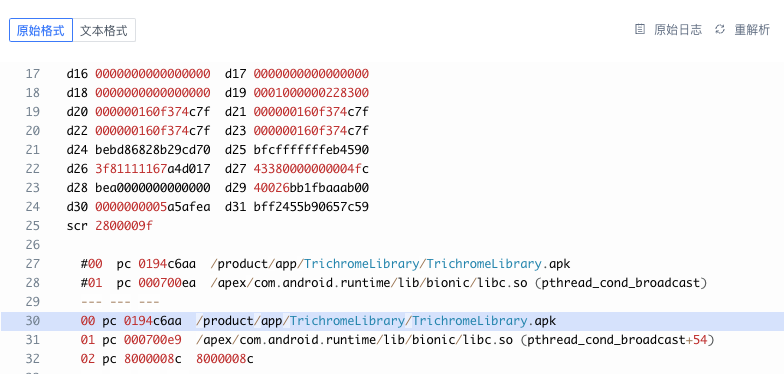 原始格式 文本格式 原始日志 重解析
17 d16 0000000000000000 d17 0000000000000000
18 d18 0000000000000000 d19 0001000000228300
19 d20 000000160f374c7f d21 000000160f374c7f
20 d22 000000160f374c7f d23 000000160f374c7f
21 d24 bebd86828b29cd70 d25 bfcfffffffeb4590
22 d26 3f81111167a4d017 d27 43380000000004fc
23 d28 bea0000000000000 d29 40026bb1fbaaab00
24 d30 0000000005a5afea d31 bff2455b90657c59
25 scr 2800009f
26
27 #00 pc 0194c6aa /product/app/TrichromeLibrary/TrichromeLibrary.apk
28 #01 pc 000700ea /apex/com.android.runtime/lib/bionic/libc.so (pthread_cond_broadcast)
29 --- --- ---
30 00 pc 0194c6aa /product/app/TrichromeLibrary/TrichromeLibrary.apk
31 01 pc 000700e9 /apex/com.android.runtime/lib/bionic/libc.so (pthread_cond_broadcast+54)
32 02 pc 8000008c 8000008c